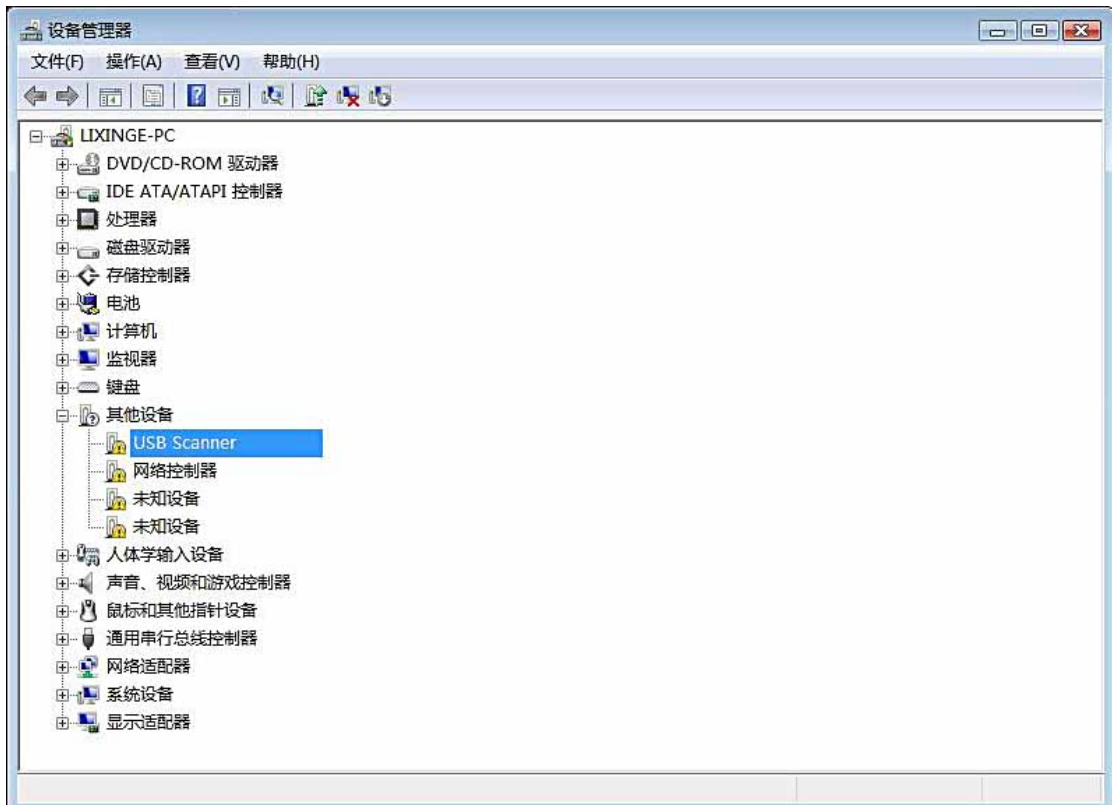 设备管理器
文件(F) 操作(A) 查看(V) 帮助(H)
LIXINGE-PC
DVD/CD-ROM 驱动器
IDE ATA/ATAPI 控制器
处理器
磁盘驱动器
存储控制器
电池
计算机
监视器
键盘
其他设备
USB Scanner
网络控制器
未知设备
未知设备
人体学输入设备
声音、视频和游戏控制器
鼠标和其他指针设备
通用串行总线控制器
网络适配器
系统设备
显示适配器